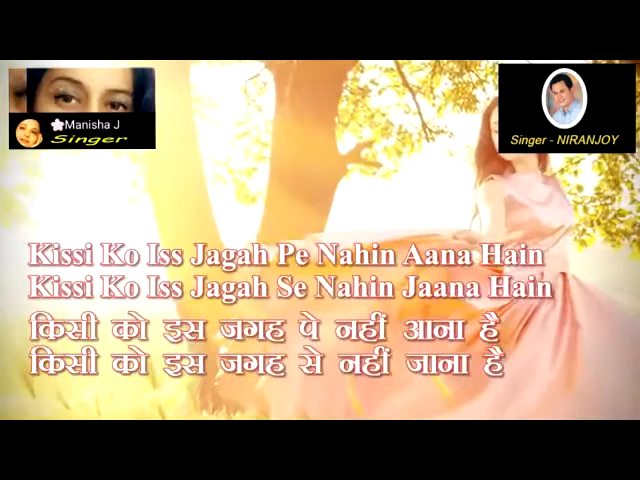 Manisha J
Singer
Singer - NIRANJOY
Kissi Ko Iss Jagah Pe Nahin Aana Hain
Kissi Ko Iss Jagah Se Nahin Jaana Hain
किसी को इस जगह पे नहीं आना है
किसी को इस जगह से नहीं जाना है